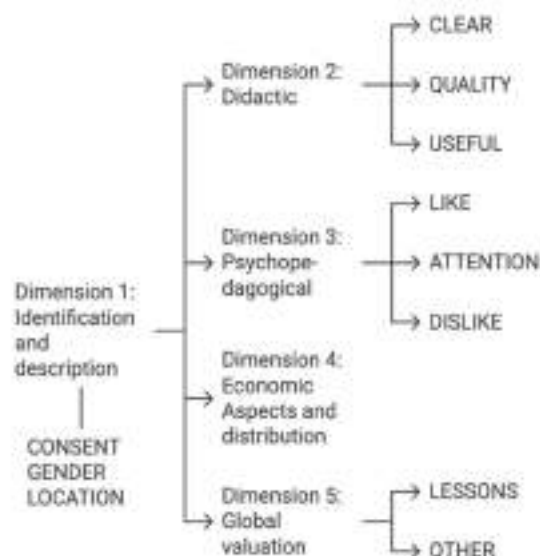 CLEAR
Dimension 2:
Didactic
QUALITY
USEFUL
LIKE
Dimension 3:
Psychope-
dagogical
ATTENTION
DISLIKE
Dimension 1:
Identification
and
description
CONSENT
GENDER
LOCATION
Dimension 4:
Economic
Aspects and
distribution
Dimension 5:
Global
valuation
LESSONS
OTHER